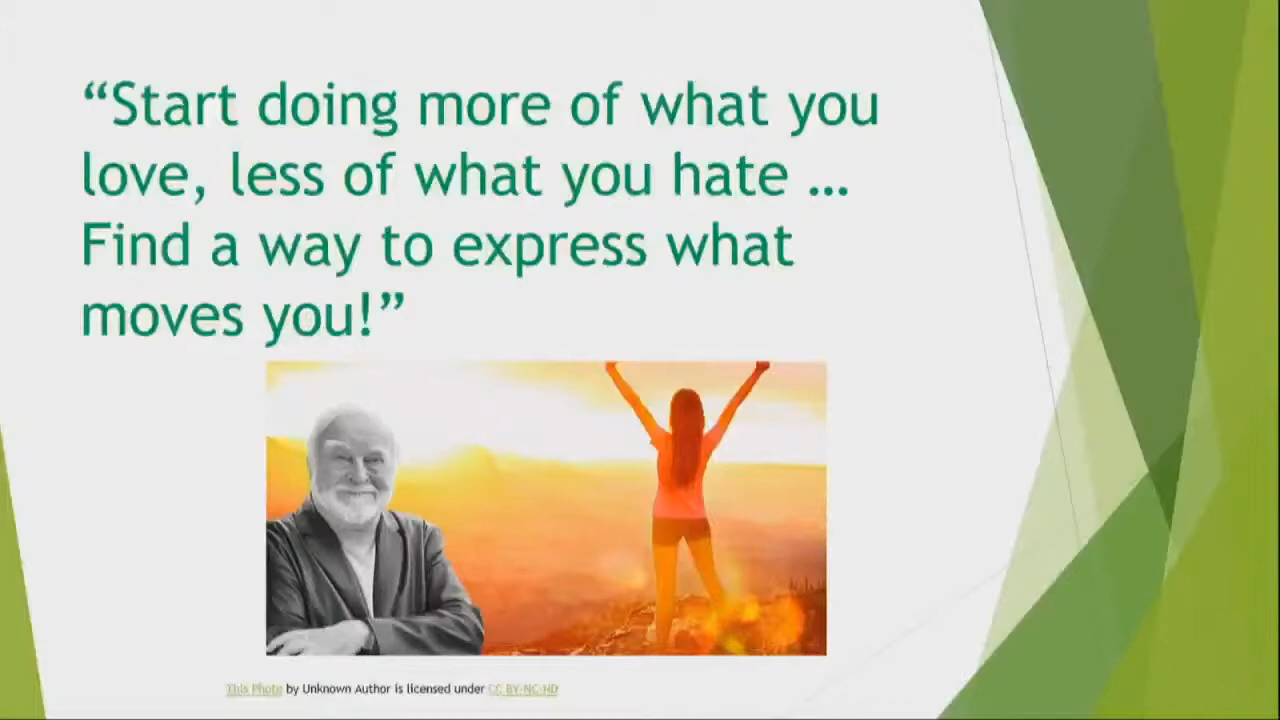 “Start doing more of what you
love, less of what you hate …
Find a way to express what
moves you!”
This Photo by Unknown Author is licensed under CC BY-NC-ND